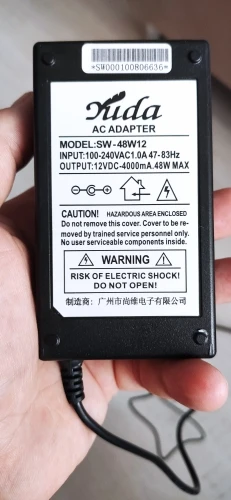 *SW000100806636*
Yuda
AC ADAPTER
MODEL:SW-48W12
INPUT:100-240VAC1.0A 47-83Hz
OUTPUT:12VDC-4000mA.48W MAX
CAUTION! HAZARDOUS AREA ENCLOSED
Do not remove this cover. Cover to be re-
moved by trained service personnel only.
No user serviceable components inside.
WARNING
RISK OF ELECTRIC SHOCK!
DO NOT OPEN!
制造商: 广州市尚维电子有限公司